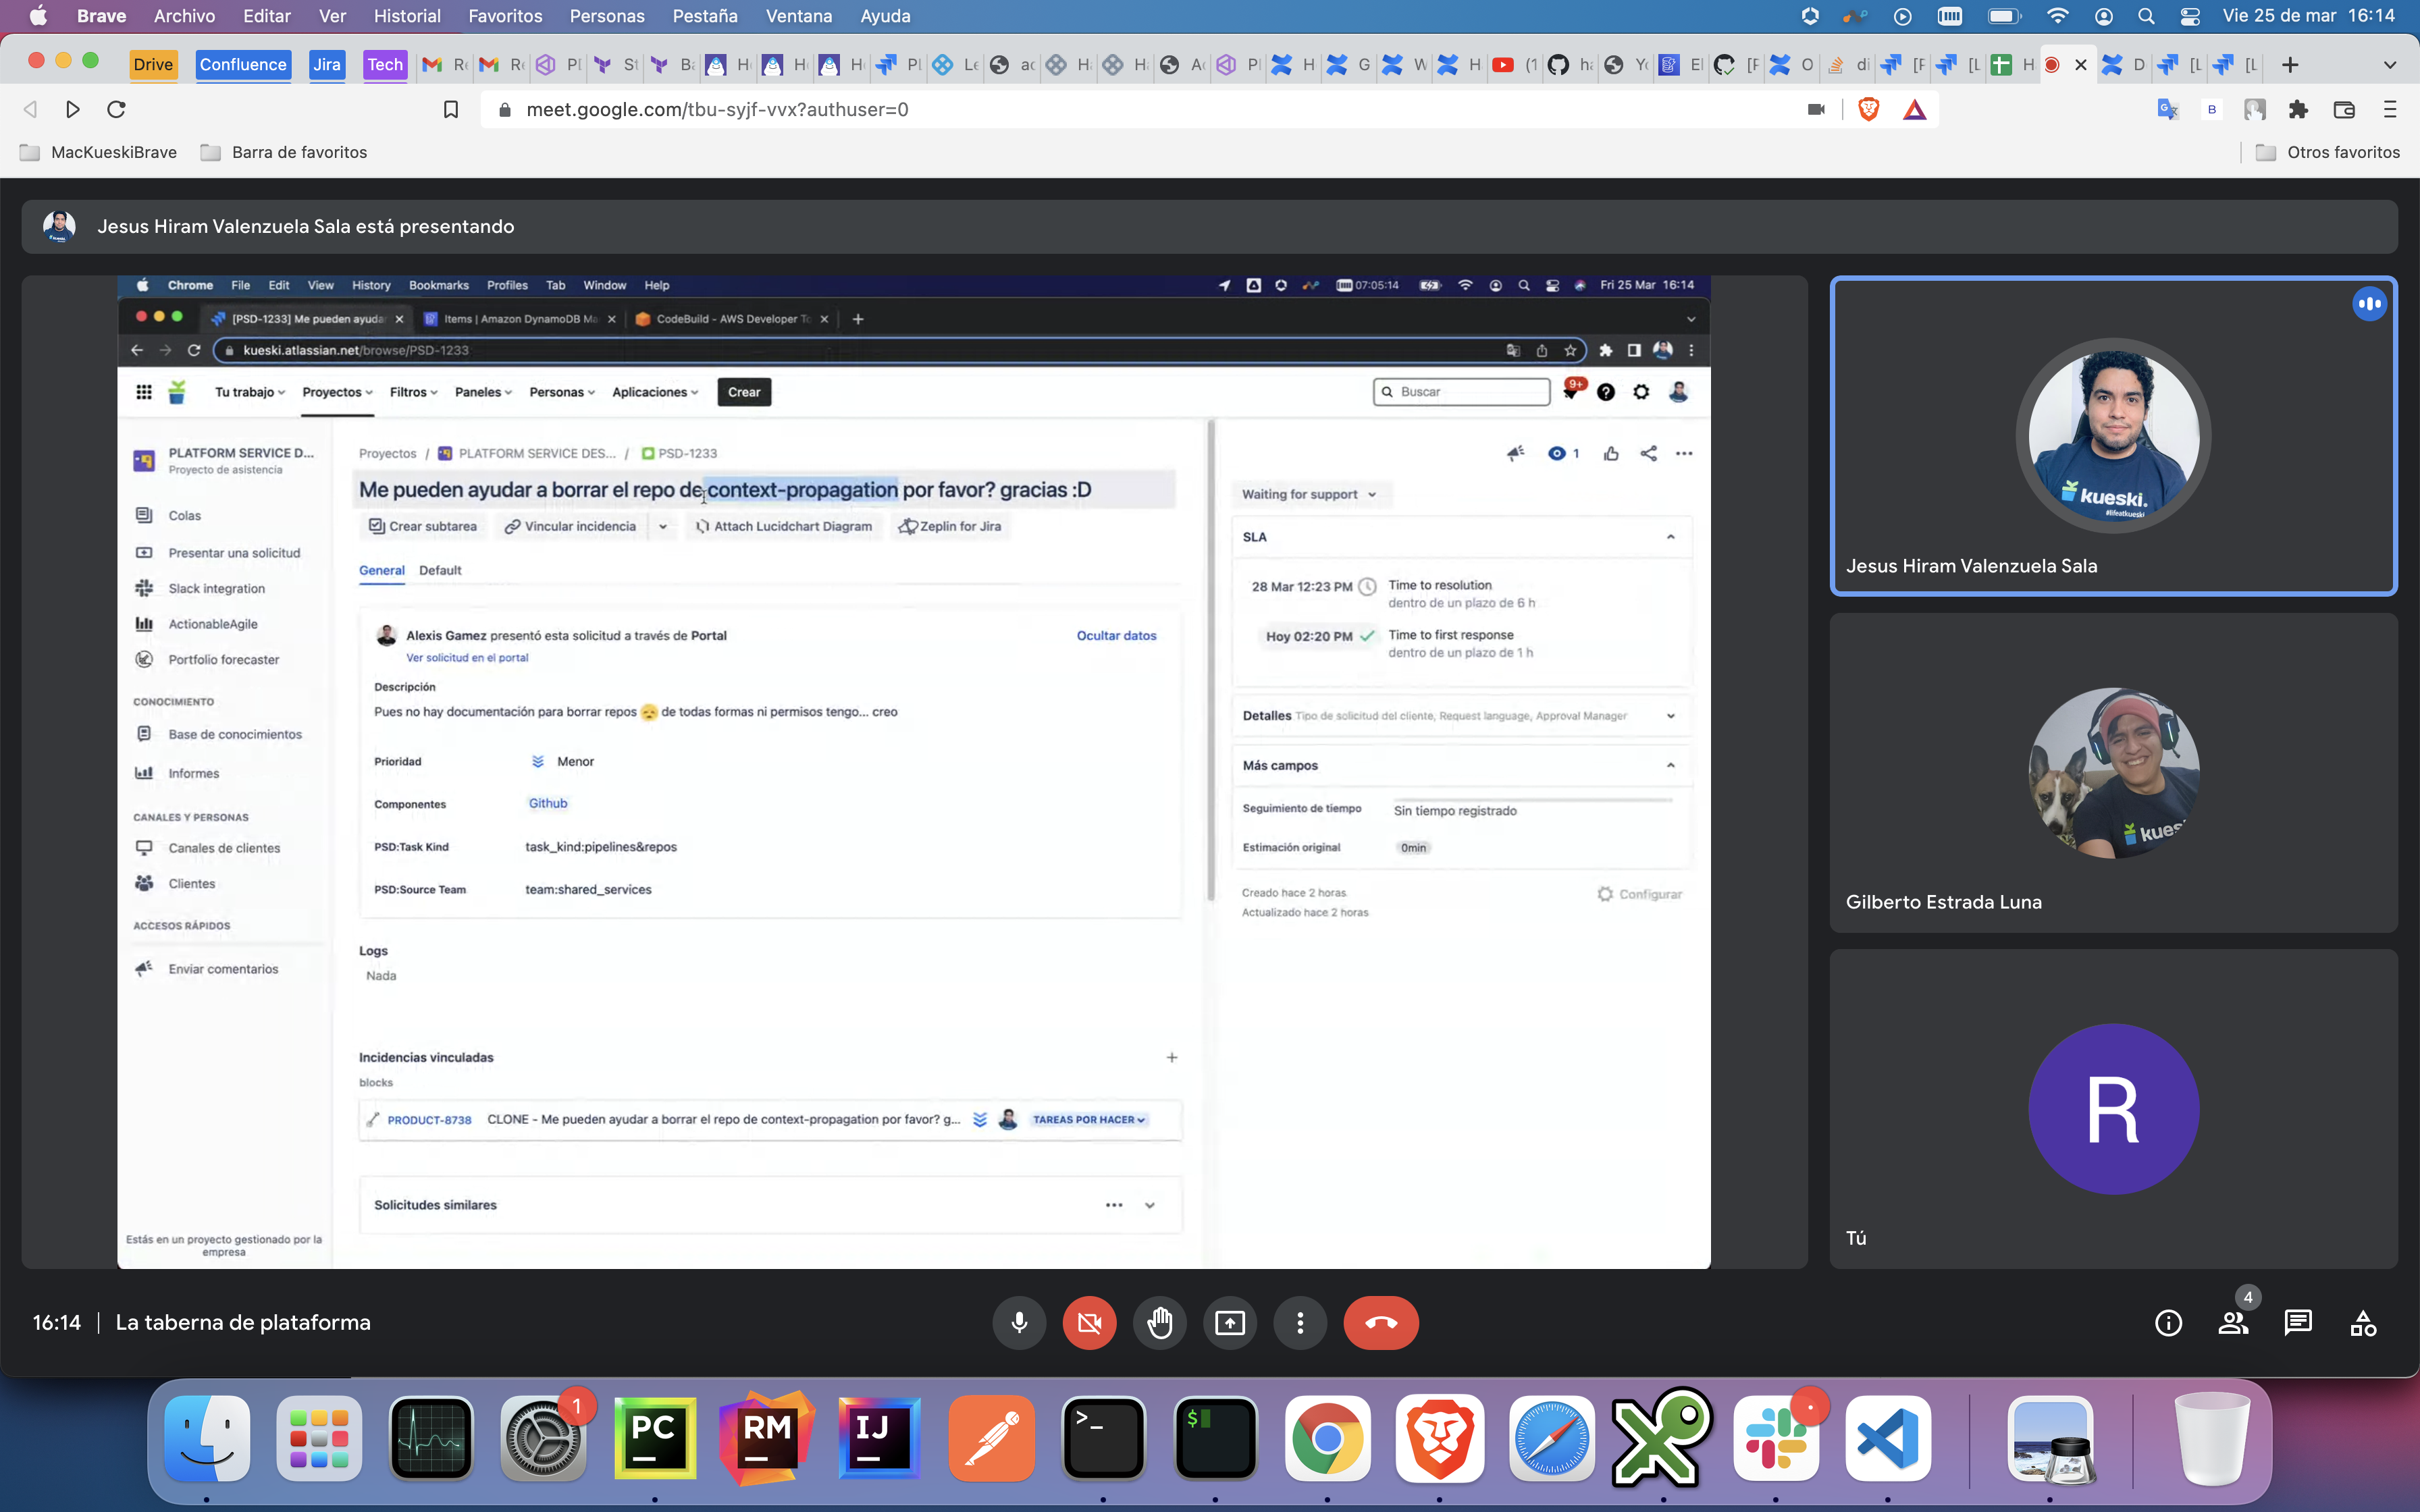 Brave Archivo Editar Ver Historial Favoritos Personas Pestaña Ventana Ayuda Vie 25 de mar 16:14
Drive Confluence Jira Tech
meet.google.com/tbu-syjf-vvx?authuser=0
MacKueskiBrave Barra de favoritos Otros favoritos
Jesus Hiram Valenzuela Sala está presentando
Chrome File Edit View History Bookmarks Profiles Tab Window Help 07:05:14 Fri 25 Mar 16:14
[PSD-1233] Me pueden ayuda Items | Amazon DynamoDB Ma CodeBuild - AWS Developer To
kueski.atlassian.net/browse/PSD-1233
Tu trabajo Proyectos Filtros Paneles Personas Aplicaciones Crear Buscar 9+
PLATFORM SERVICE D...
Proyecto de asistencia
Colas
Presentar una solicitud
Slack integration
ActionableAgile
Portfolio forecaster
CONOCIMIENTO
Base de conocimientos
Informes
CANALES Y PERSONAS
Canales de clientes
Clientes
ACCESOS RÁPIDOS
Enviar comentarios
Estás en un proyecto gestionado por la
empresa
Proyectos / PLATFORM SERVICE DES... / PSD-1233
Me pueden ayudar a borrar el repo de context-propagation por favor? gracias :D
Crear subtarea Vincular incidencia Attach Lucidchart Diagram Zeplin for Jira
General Default
Alexis Gamez presentó esta solicitud a través de Portal Ocultar datos
Ver solicitud en el portal
Descripción
Pues no hay documentación para borrar repos 😞 de todas formas ni permisos tengo... creo
Prioridad Menor
Componentes Github
PSD:Task Kind task_kind:pipelines&repos
PSD:Source Team team:shared_services
Logs
Nada
Incidencias vinculadas
blocks
PRODUCT-8738 CLONE - Me pueden ayudar a borrar el repo de context-propagation por favor? g... TAREAS POR HACER
Solicitudes similares
1
Waiting for support
SLA
28 Mar 12:23 PM Time to resolution
dentro de un plazo de 6 h
Hoy 02:20 PM Time to first response
dentro de un plazo de 1 h
Detalles Tipo de solicitud del cliente, Request language, Approval Manager
Más campos
Seguimiento de tiempo Sin tiempo registrado
Estimación original 0min
Creado hace 2 horas Configurar
Actualizado hace 2 horas
kueski.
#lifeatkueski
Jesus Hiram Valenzuela Sala
kues
Gilberto Estrada Luna
R
Tú
16:14 | La taberna de plataforma 4
1
PC RM IJ >_ $